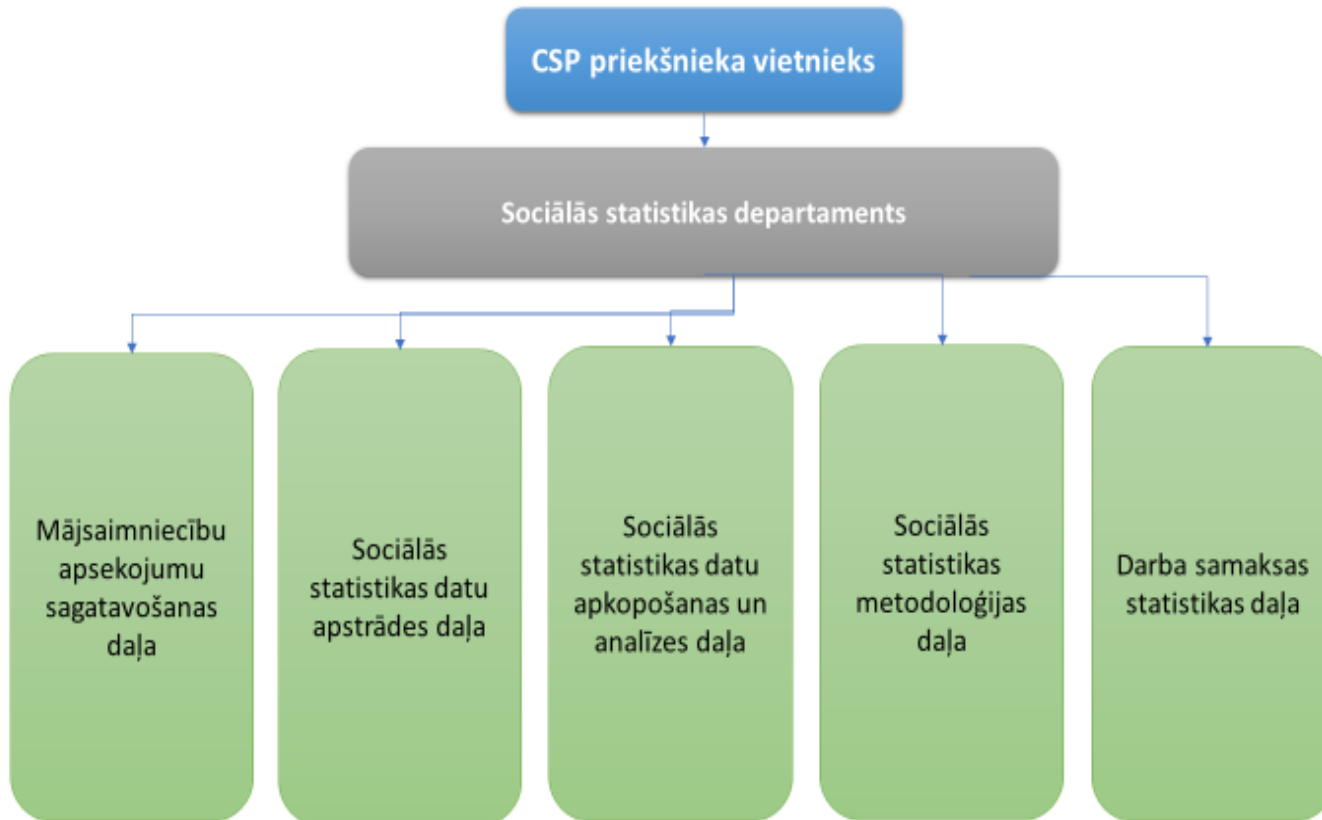 CSP priekšnieka vietnieks
Sociālās statistikas departaments
Mājsaimniecību
apsekojumu
sagatavošanas
daļa
Sociālās
statistikas datu
apstrādes daļa
Sociālās
statistikas datu
apkopošanas un
analīzes daļa
Sociālās
statistikas
metodoloģijas
daļa
Darba samaksas
statistikas daļa